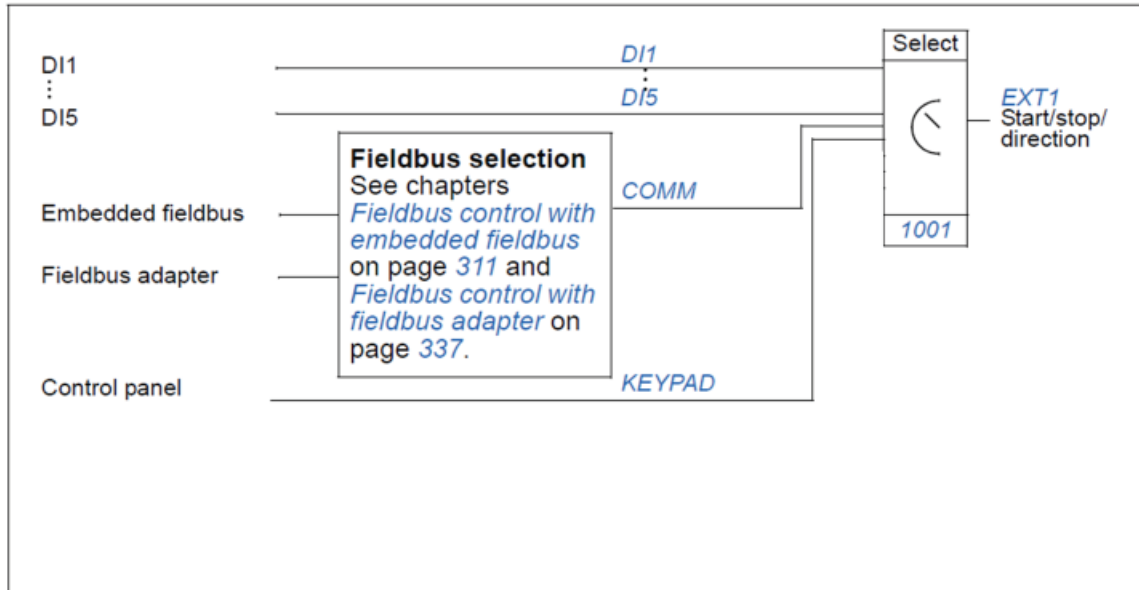 DI1
DI5
Embedded fieldbus
Fieldbus adapter
Control panel
Fieldbus selection
See chapters
Fieldbus control with
embedded fieldbus
on page 311 and
Fieldbus control with
fieldbus adapter on
page 337.
DI1
DI5
COMM
KEYPAD
Select
1001
EXT1
Start/stop/
direction